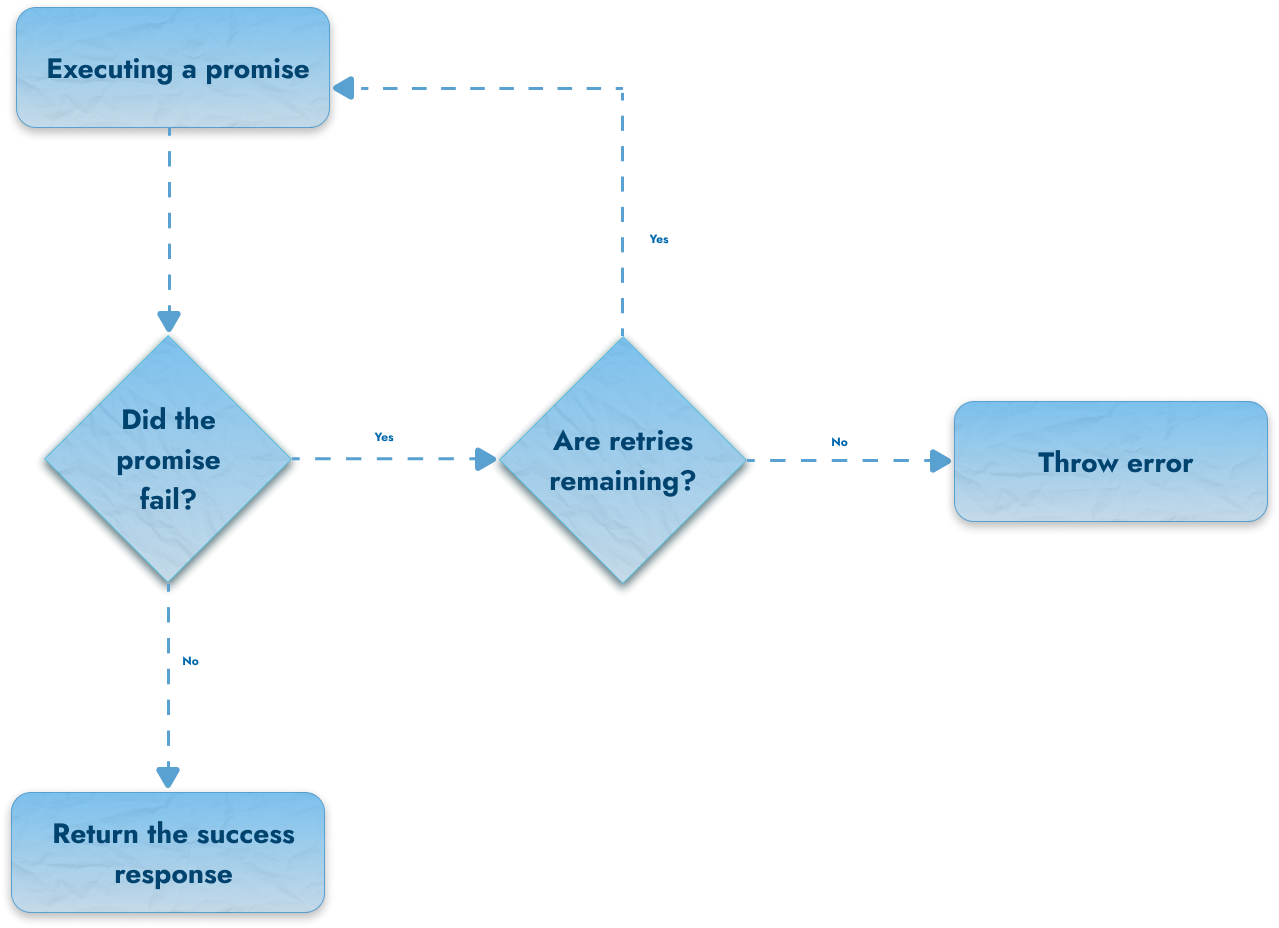 Executing a promise
Yes
Did the
promise
fail?
Yes
Are retries
remaining?
No
Throw error
No
Return the success
response